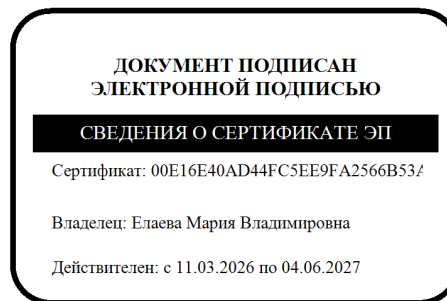 ДОКУМЕНТ ПОДПИСАН
ЭЛЕКТРОННОЙ ПОДПИСЬЮ
СВЕДЕНИЯ О СЕРТИФИКАТЕ ЭП
Сертификат: 00E16E40AD44FC5EE9FA2566B53A
Владелец: Елаева Мария Владимировна
Действителен: с 11.03.2026 по 04.06.2027